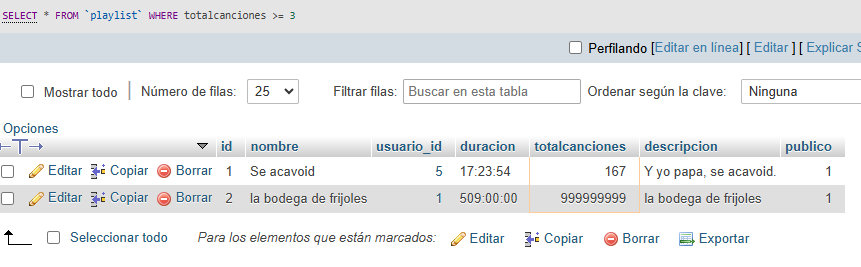 SELECT * FROM `playlist` WHERE totalcanciones >= 3
Perfilando [Editar en línea] [ Editar ] [ Explicar S
Mostrar todo | Número de filas: 25 Filtrar filas: Buscar en esta tabla Ordenar según la clave: Ninguna
Opciones
←T→ id nombre usuario_id duracion totalcanciones descripcion publico
Editar Copiar Borrar 1 Se acavoid 5 17:23:54 167 Y yo papa, se acavoid. 1
Editar Copiar Borrar 2 la bodega de frijoles 1 509:00:00 999999999 la bodega de frijoles 1
Seleccionar todo Para los elementos que están marcados: Editar Copiar Borrar Exportar